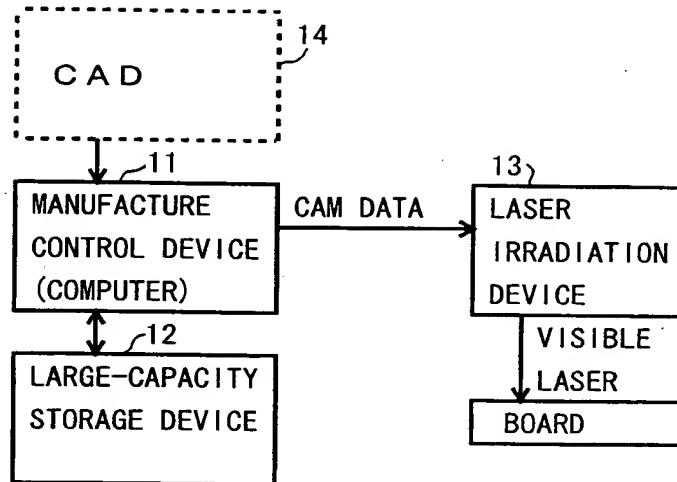 14
CAD
11
MANUFACTURE
CONTROL DEVICE
(COMPUTER)
CAM DATA
13
LASER
IRRADIATION
DEVICE
12
LARGE-CAPACITY
STORAGE DEVICE
VISIBLE
LASER
BOARD